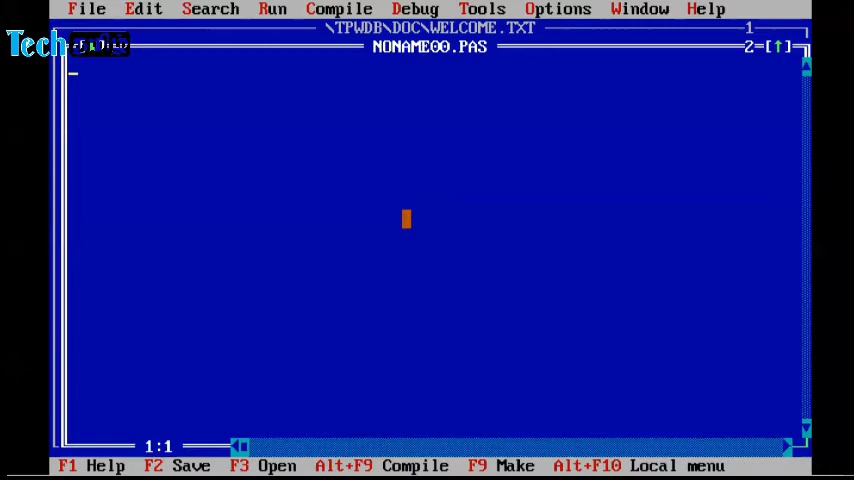 File Edit Search Run Compile Debug Tools Options Window Help
\TPWDB\DOC\WELCOME.TXT 1
Tech
NONAME00.PAS 2=[↑]
1:1
F1 Help F2 Save F3 Open Alt+F9 Compile F9 Make Alt+F10 Local menu